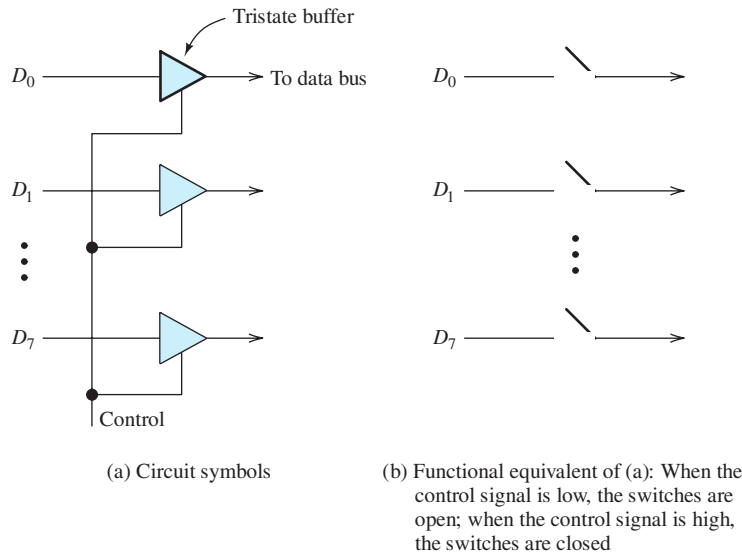 Tristate buffer
D₀
To data bus
D₀
D₁
D₁
D₇
D₇
Control
(a) Circuit symbols
(b) Functional equivalent of (a): When the
control signal is low, the switches are
open; when the control signal is high,
the switches are closed